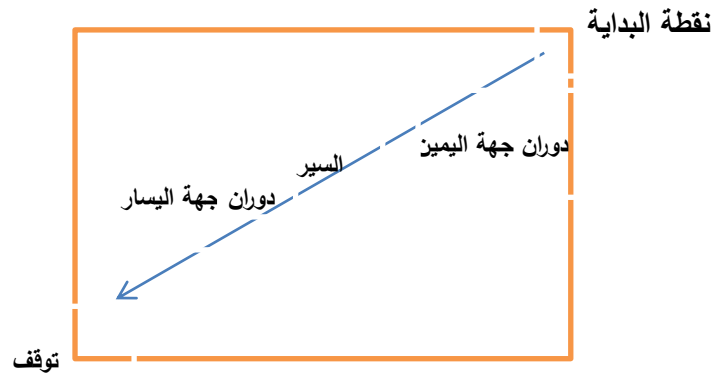 نقطة البداية
دوران جهة اليمين
السير
دوران جهة اليسار
توقف